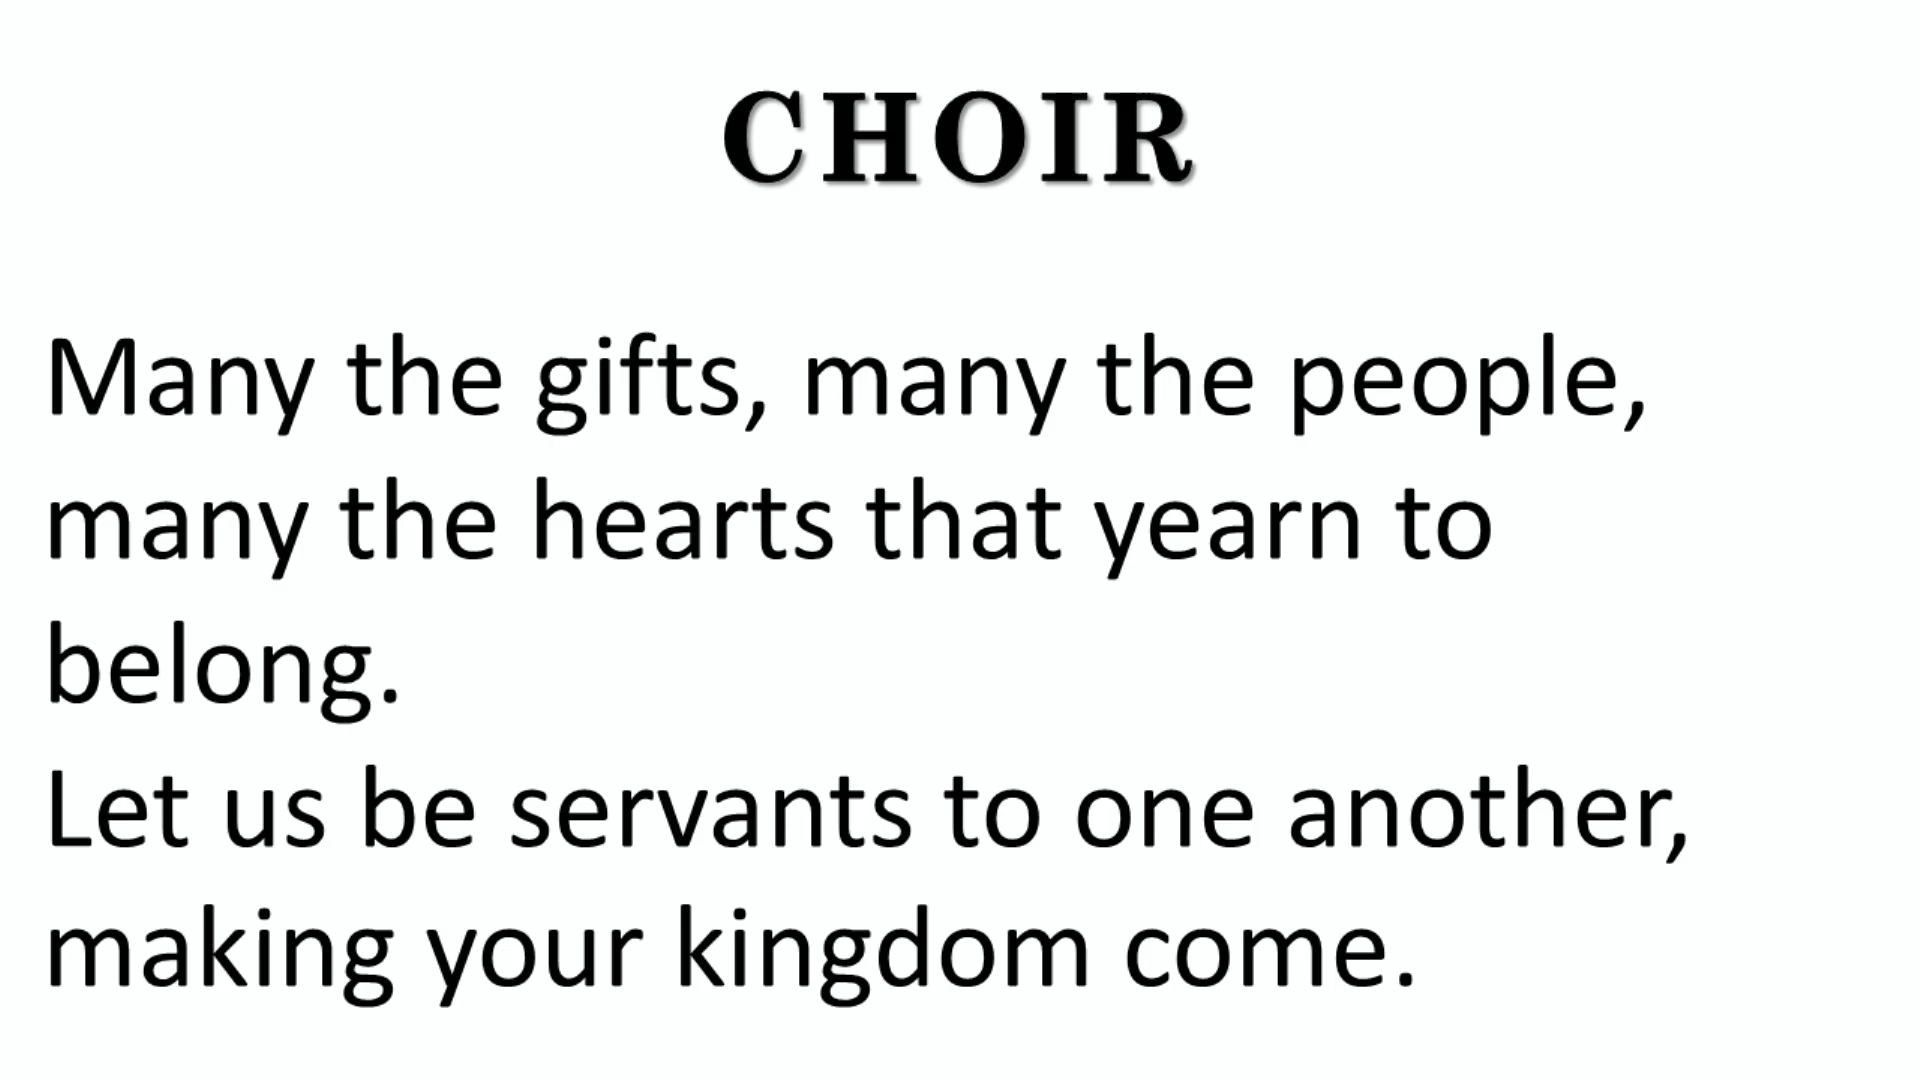 CHOIR
Many the gifts, many the people,
many the hearts that yearn to
belong.
Let us be servants to one another,
making your kingdom come.